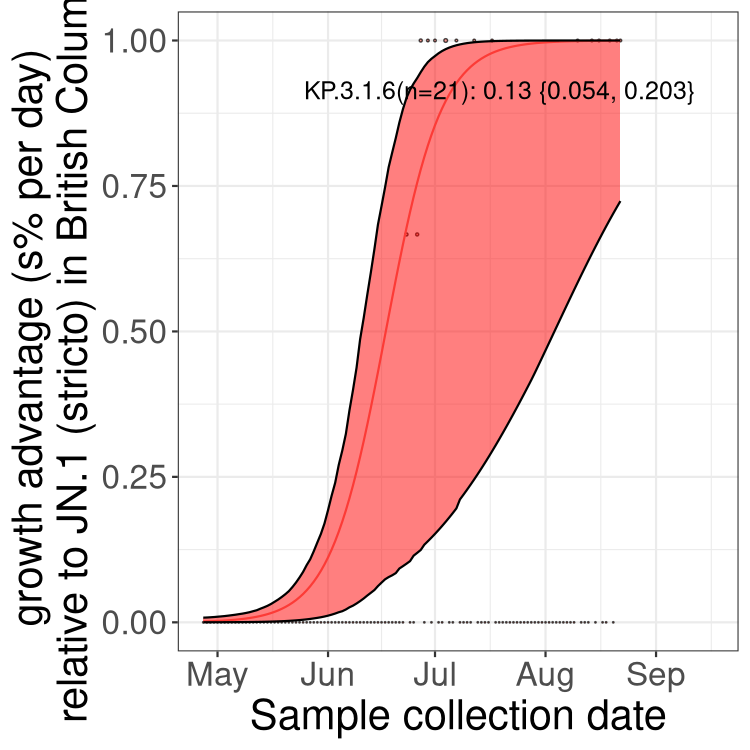 growth advantage (s% per day)
relative to JN.1 (stricto) in British Colum
1.00
0.75
0.50
0.25
0.00
KP.3.1.6(n=21): 0.13 {0.054, 0.203}
May Jun Jul Aug Sep
Sample collection date